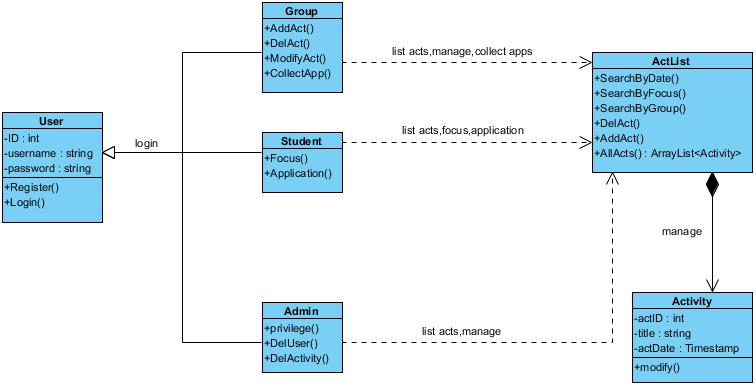 Group
+AddAct()
+DelAct()
+ModifyAct()
+CollectApp()
list acts,manage,collect apps
ActList
+SearchByDate()
+SearchByFocus()
+SearchByGroup()
+DelAct()
+AddAct()
+AllActs() : ArrayList<Activity>
User
-ID : int
-username : string
-password : string
+Register()
+Login()
login
Student
+Focus()
+Application()
list acts,focus,application
manage
Admin
+privilege()
+DelUser()
+DelActivity()
list acts,manage
Activity
-actID : int
-title : string
-actDate : Timestamp
+modify()